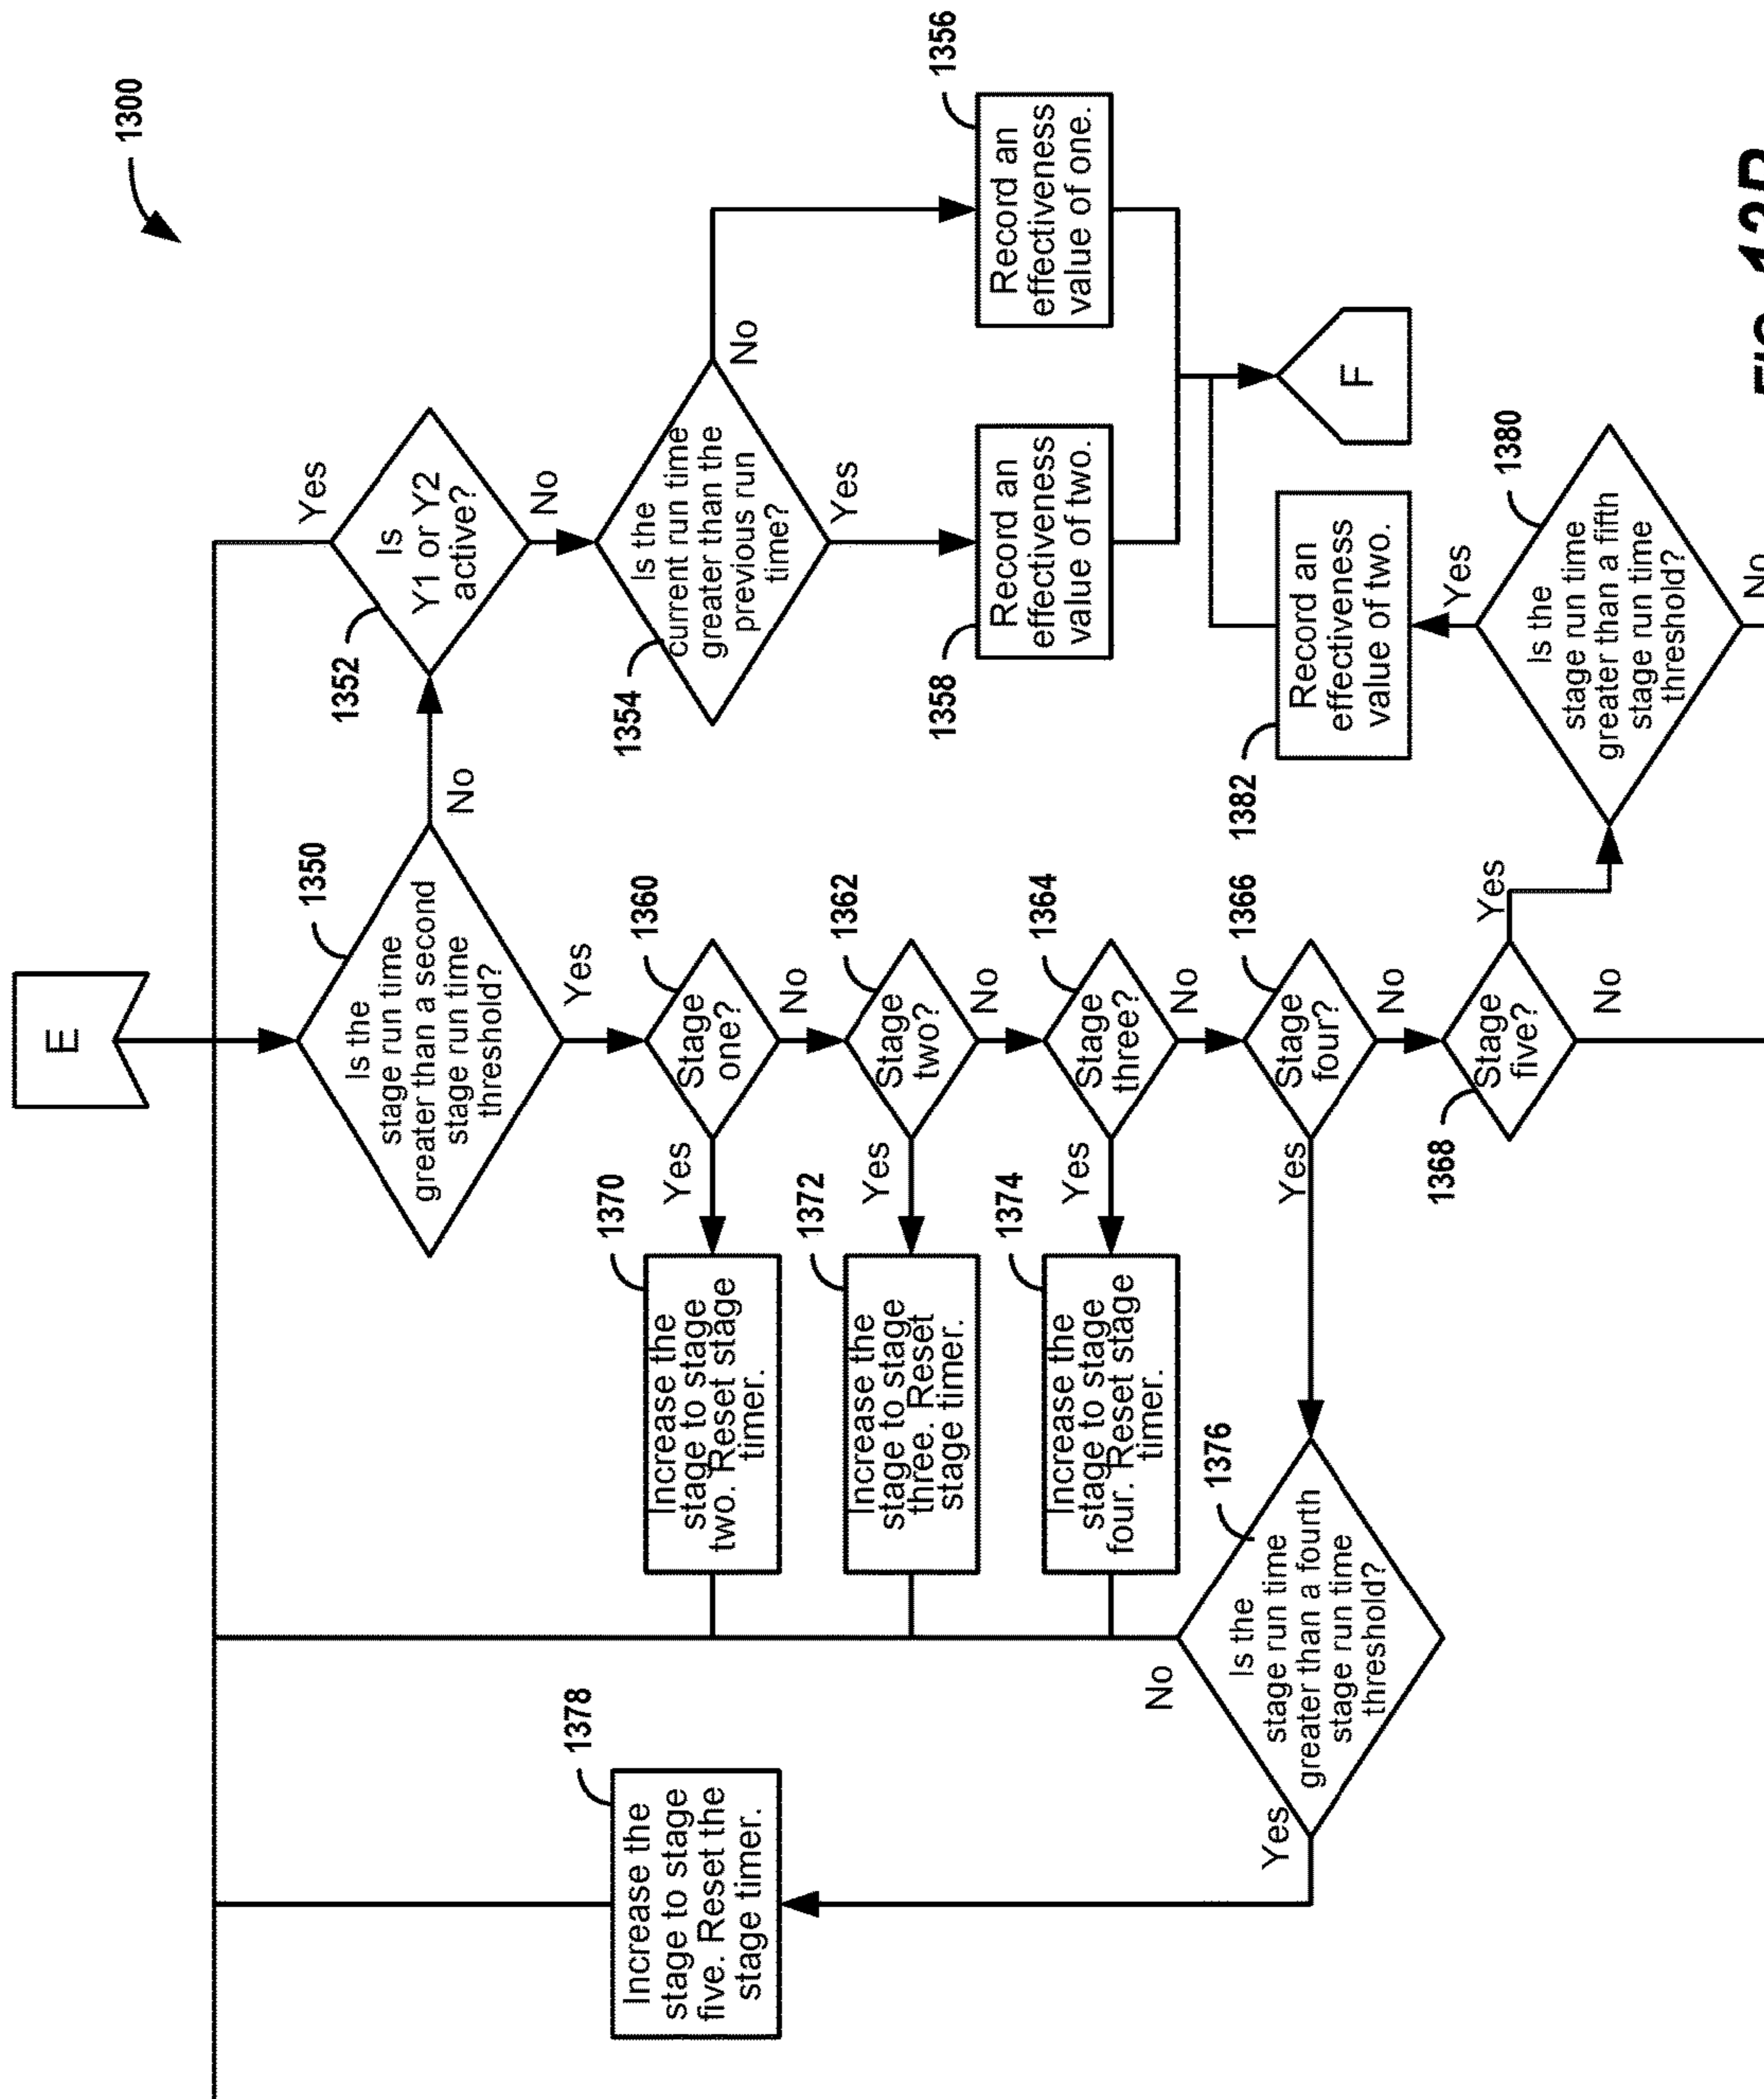 E
1300
Is the
stage run time
greater than a second
stage run time
threshold?
1350
No
Yes
1352
Is
Y1 or Y2
active?
Yes
No
1354
Is the
current run time
greater than the
previous run
time?
No
Yes
1358
Record an
effectiveness
value of two.
1356
Record an
effectiveness
value of one.
F
1360
Stage
one?
Yes
No
1370
Increase the
stage to stage
two. Reset stage
timer.
1362
Stage
two?
Yes
No
1372
Increase the
stage to stage
three. Reset
stage timer.
1364
Stage
three?
Yes
No
1374
Increase the
stage to stage
four. Reset stage
timer.
1366
Stage
four?
Yes
No
1376
Is the
stage run time
greater than a fourth
stage run time
threshold?
No
Yes
1378
Increase the
stage to stage
five. Reset the
stage timer.
1368
Stage
five?
Yes
No
1380
Is the
stage run time
greater than a fifth
stage run time
threshold?
Yes
No
1382
Record an
effectiveness
value of two.